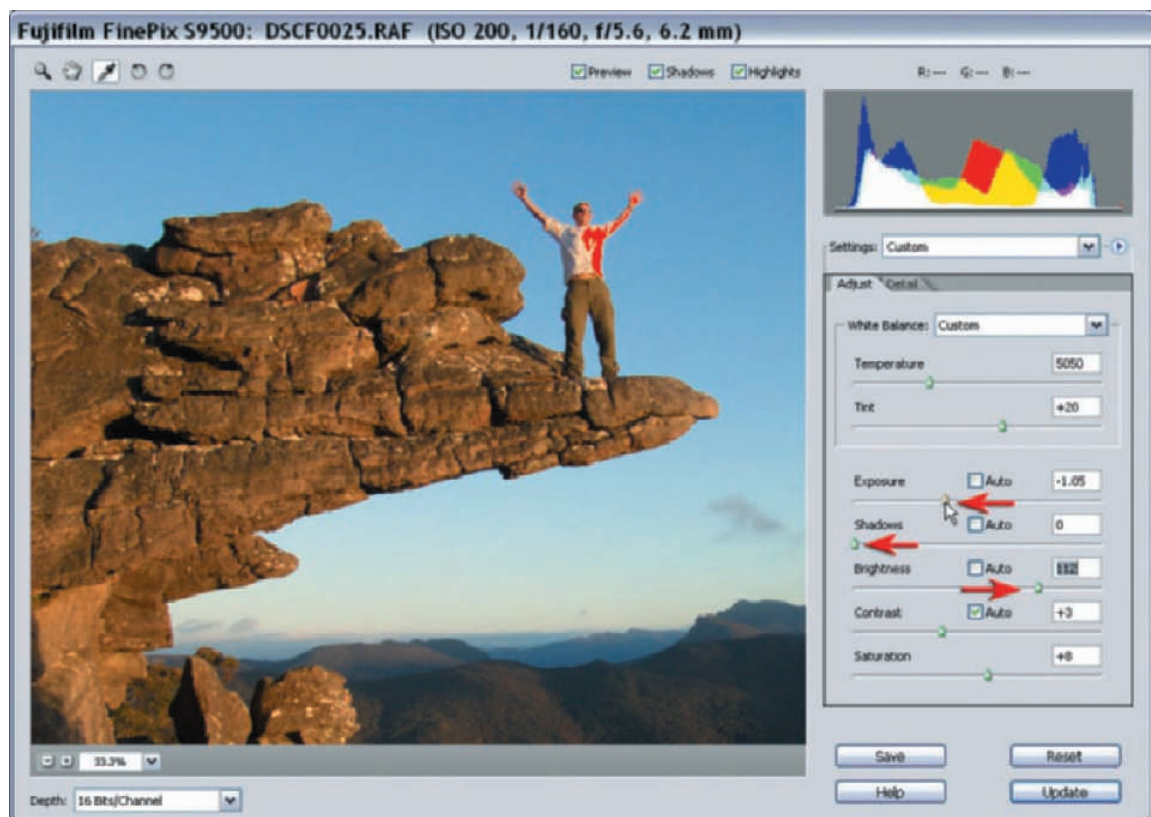 Fujifilm FinePix S9500: DSCF0025.RAF (ISO 200, 1/160, f/5.6, 6.2 mm)
Preview Shadows Highlights R: --- G: --- B: ---
Settings: Custom
Adjust Detail
White Balance: Custom
Temperature 5050
Tint +20
Exposure Auto -1.05
Shadows Auto 0
Brightness Auto 112
Contrast Auto +3
Saturation +8
33.3%
Save Reset
Depth: 16 Bits/Channel
Help Update